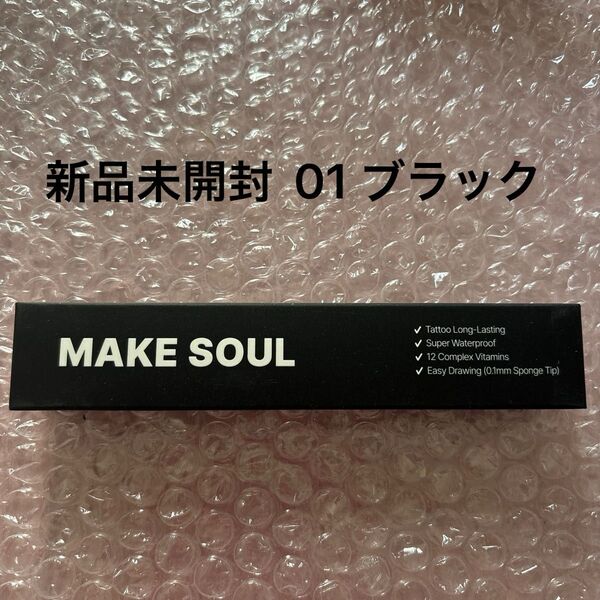 新品未開封 01 ブラック
MAKE SOUL
✓ Tattoo Long-Lasting
✓ Super Waterproof
✓ 12 Complex Vitamins
✓ Easy Drawing (0.1mm Sponge Tip)